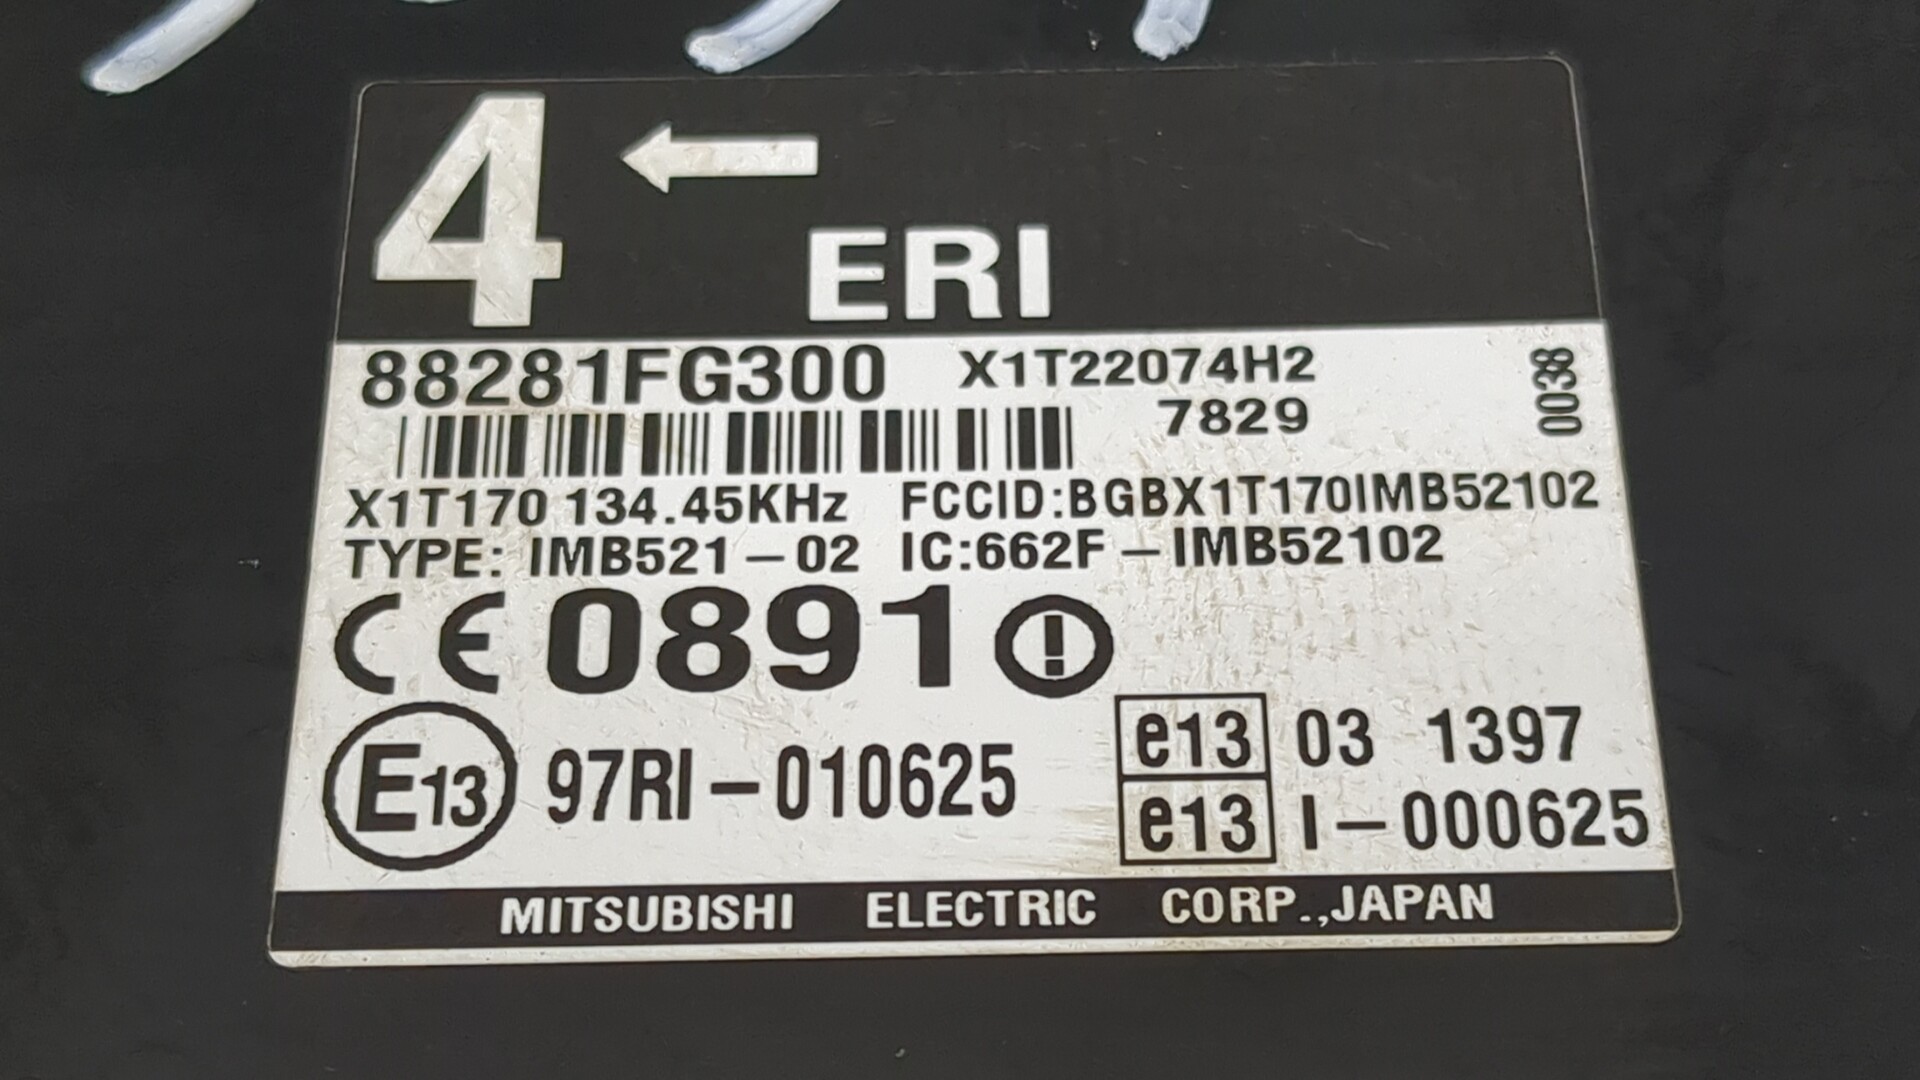 4 ←
ERI
88281FG300 X1T22074H2
7829
0038
X1T170 134.45KHz FCCID:BGBX1T170IMB52102
TYPE: IMB521-02 IC:662F-IMB52102
CE 0891
E13 97RI-010625
e13 03 1397
e13 I-000625
MITSUBISHI ELECTRIC CORP.,JAPAN